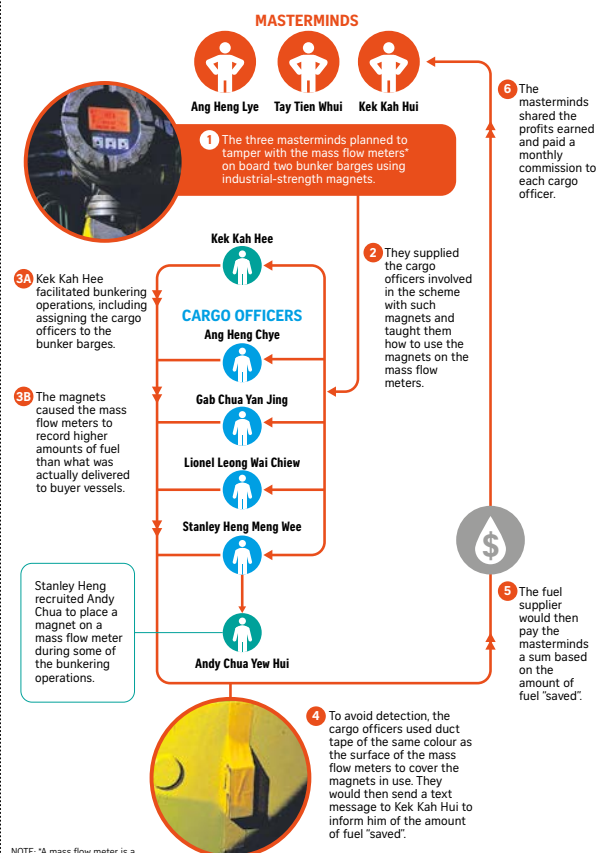 MASTERMINDS
Ang Heng Lye
Tay Tien Whui
Kek Kah Hui
1 The three masterminds planned to
tamper with the mass flow meters*
on board two bunker barges using
industrial-strength magnets.
2 They supplied
the cargo
officers involved
in the scheme
with such
magnets and
taught them
how to use the
magnets on the
mass flow
meters.
Kek Kah Hee
3A Kek Kah Hee
facilitated bunkering
operations, including
assigning the cargo
officers to the
bunker barges.
CARGO OFFICERS
Ang Heng Chye
Gab Chua Yan Jing
Lionel Leong Wai Chiew
Stanley Heng Meng Wee
3B The magnets
caused the mass
flow meters to
record higher
amounts of fuel
than what was
actually delivered
to buyer vessels.
Stanley Heng
recruited Andy
Chua to place a
magnet on a
mass flow meter
during some of
the bunkering
operations.
Andy Chua Yew Hui
4 To avoid detection, the
cargo officers used duct
tape of the same colour as
the surface of the mass
flow meters to cover the
magnets in use. They
would then send a text
message to Kek Kah Hui to
inform him of the amount
of fuel "saved".
$
5 The fuel
supplier
would then
pay the
masterminds
a sum based
on the
amount of
fuel "saved".
6 The
masterminds
shared the
profits earned
and paid a
monthly
commission to
each cargo
officer.
NOTE: *A mass flow meter is a